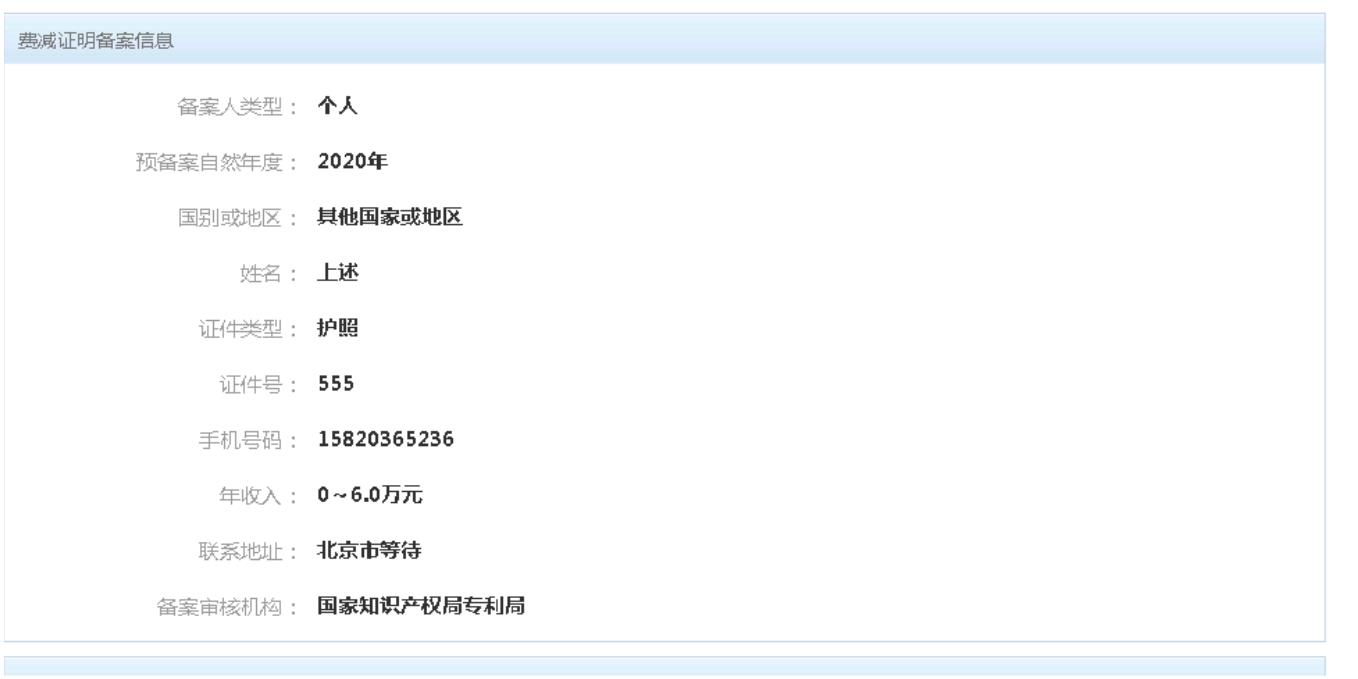 费减证明备案信息
备案人类型： 个人
预备案自然年度： 2020年
国别或地区： 其他国家或地区
姓名： 上述
证件类型： 护照
证件号： 555
手机号码： 15820365236
年收入： 0~6.0万元
联系地址： 北京市等待
备案审核机构： 国家知识产权局专利局